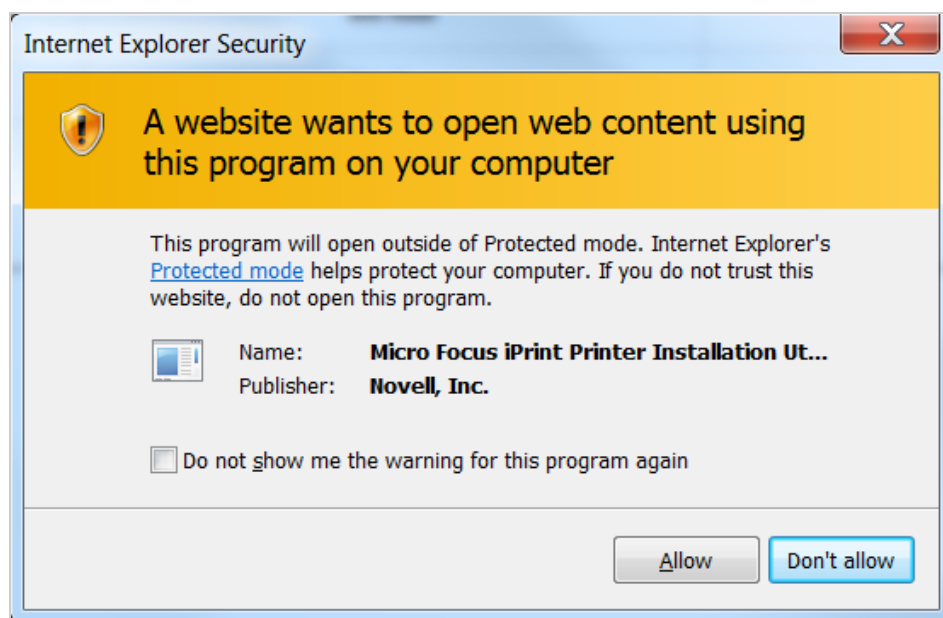 Internet Explorer Security
A website wants to open web content using
this program on your computer
This program will open outside of Protected mode. Internet Explorer's
Protected mode helps protect your computer. If you do not trust this
website, do not open this program.
Name: Micro Focus iPrint Printer Installation Ut...
Publisher: Novell, Inc.
Do not show me the warning for this program again
Allow Don't allow